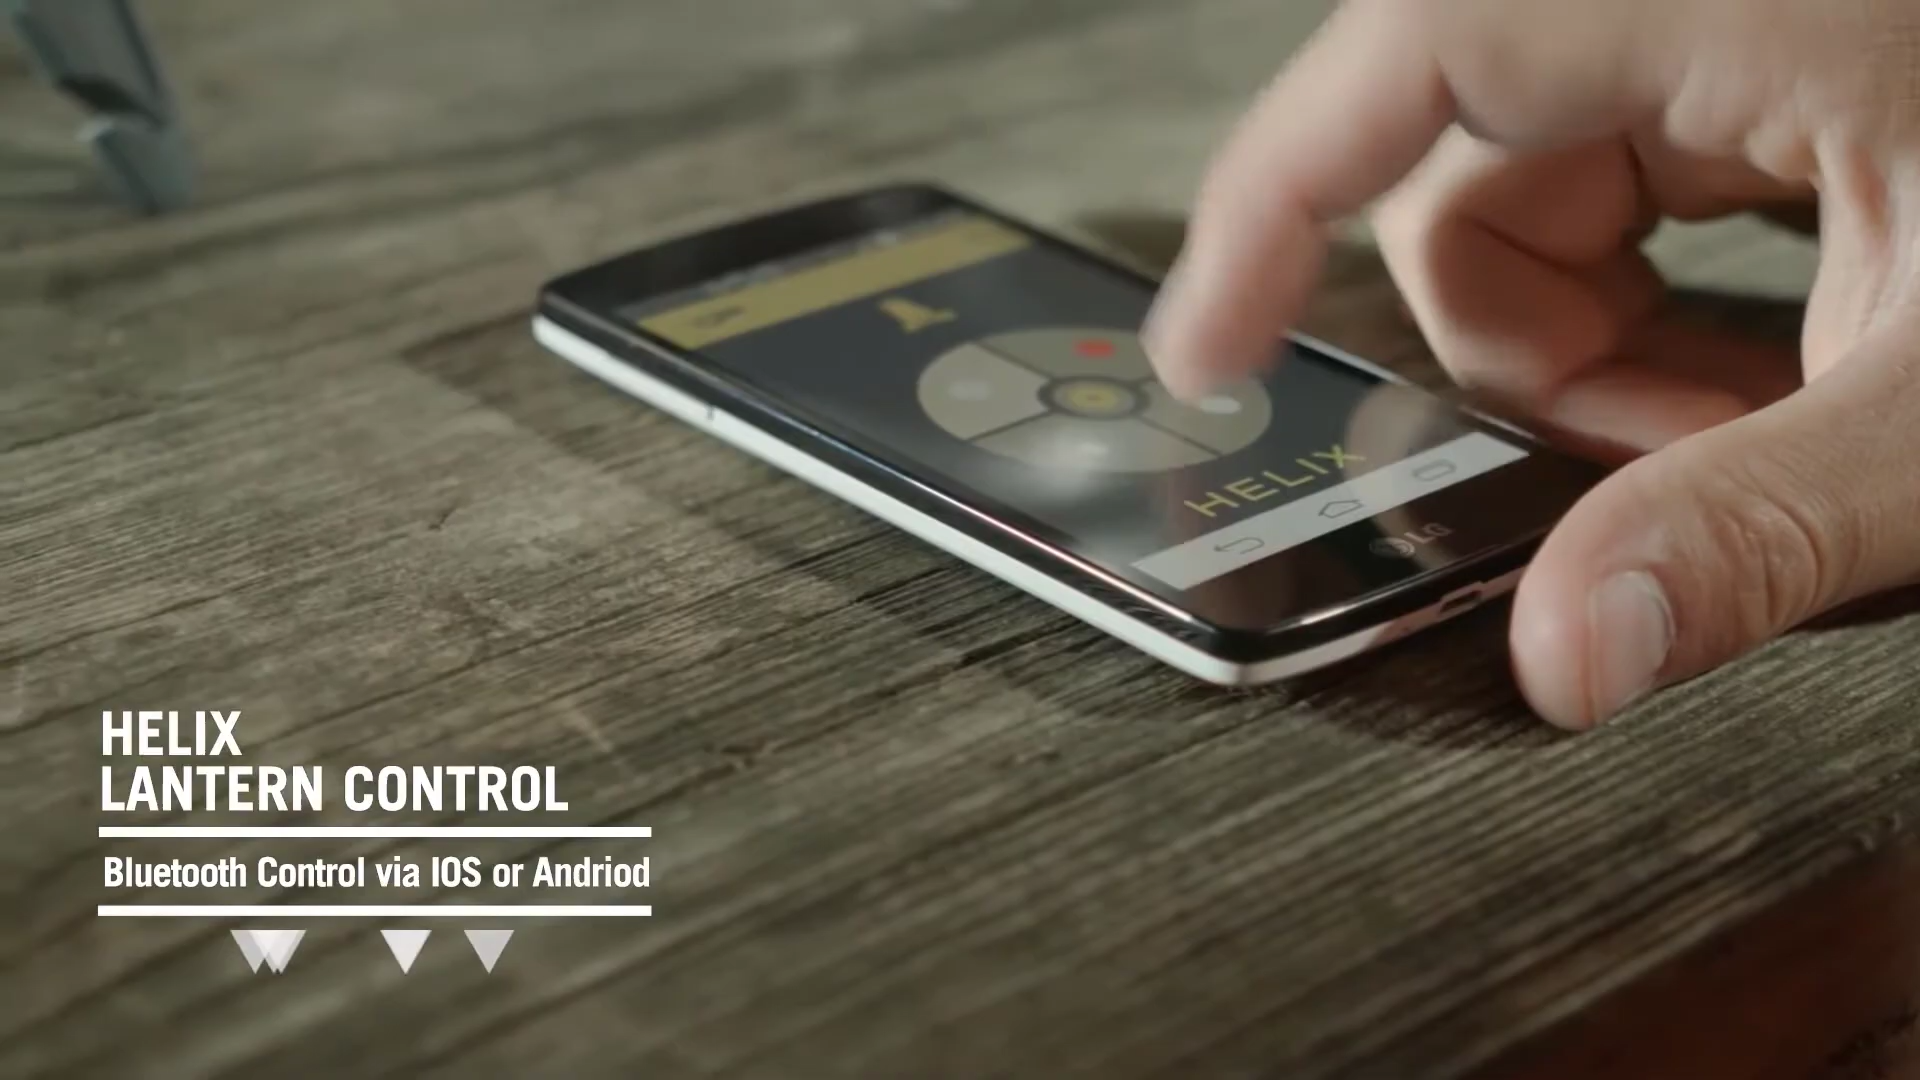 HELIX
LG
HELIX
LANTERN CONTROL
Bluetooth Control via IOS or Andriod